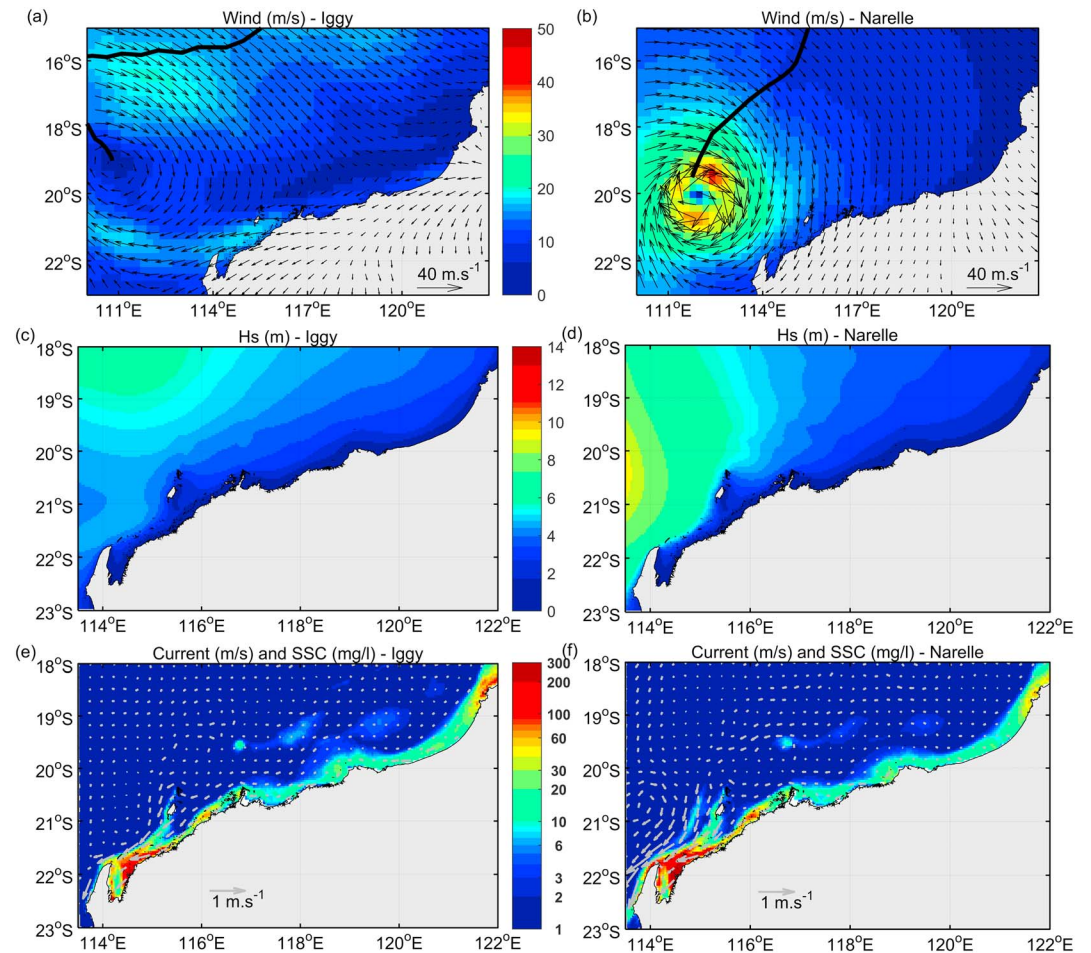 (a)
Wind (m/s) - Iggy
16°S
18°S
20°S
22°S
40 m.s-1
111°E 114°E 117°E 120°E
50
40
30
20
10
0
(b)
Wind (m/s) - Narelle
16°S
18°S
20°S
22°S
40 m.s-1
111°E 114°E 117°E 120°E
(c)
Hs (m) - Iggy
18°S
19°S
20°S
21°S
22°S
23°S
114°E 116°E 118°E 120°E 122°E
14
12
10
8
6
4
2
0
(d)
Hs (m) - Narelle
18°S
19°S
20°S
21°S
22°S
23°S
114°E 116°E 118°E 120°E 122°E
(e)
Current (m/s) and SSC (mg/l) - Iggy
18°S
19°S
20°S
21°S
22°S
23°S
1 m.s-1
114°E 116°E 118°E 120°E 122°E
300
200
100
60
30
20
10
6
3
2
1
(f)
Current (m/s) and SSC (mg/l) - Narelle
18°S
19°S
20°S
21°S
22°S
23°S
1 m.s-1
114°E 116°E 118°E 120°E 122°E